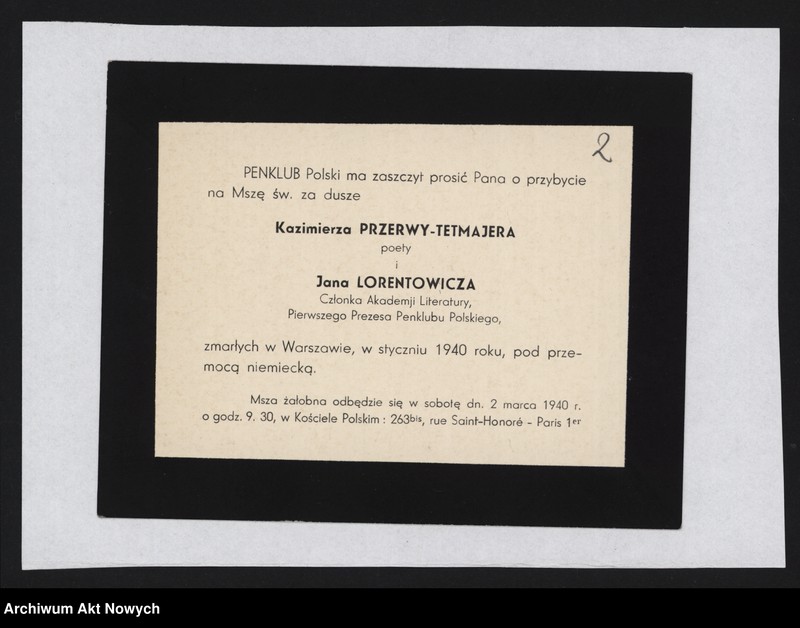 2
PENKLUB Polski ma zaszczyt prosić Pana o przybycie
na Mszę św. za dusze
Kazimierza PRZERWY-TETMAJERA
poety
i
Jana LORENTOWICZA
Członka Akademji Literatury,
Pierwszego Prezesa Penklubu Polskiego,
zmarłych w Warszawie, w styczniu 1940 roku, pod prze-
mocą niemiecką.
Msza żałobna odbędzie się w sobotę dn. 2 marca 1940 r.
o godz. 9. 30, w Kościele Polskim : 263bis, rue Saint-Honoré - Paris 1er
Archiwum Akt Nowych